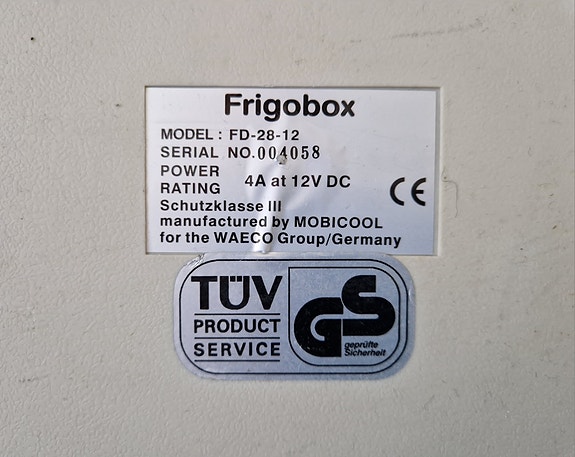 Frigobox
MODEL : FD-28-12
SERIAL NO.004058
POWER RATING 4A at 12V DC
CE
Schutzklasse III
manufactured by MOBICOOL
for the WAECO Group/Germany
TÜV
PRODUCT
SERVICE
GS
geprüfte
Sicherheit